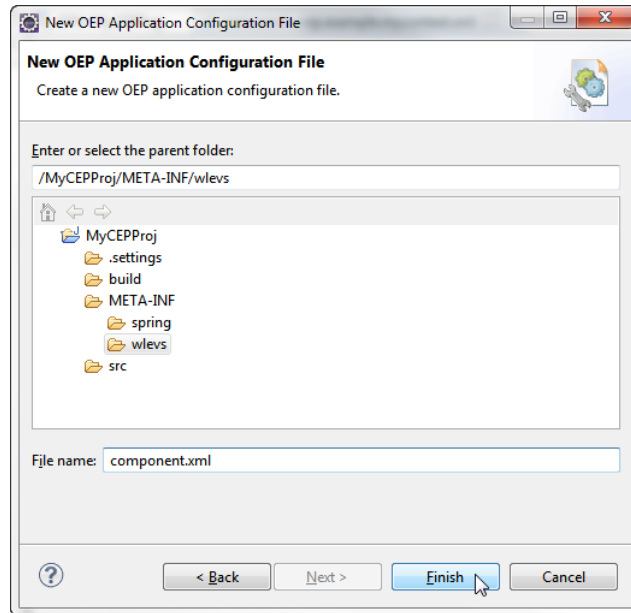 New OEP Application Configuration File
New OEP Application Configuration File
Create a new OEP application configuration file.
Enter or select the parent folder:
/MyCEPProj/META-INF/wlevs
MyCEPProj
.settings
build
META-INF
spring
wlevs
src
File name: component.xml
< Back Next > Finish Cancel